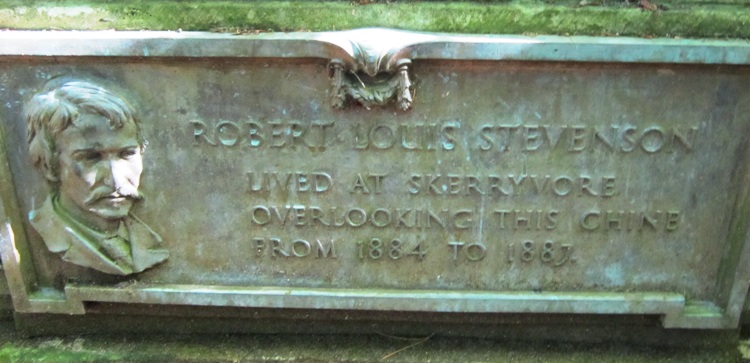 ROBERT LOUIS STEVENSON
LIVED AT SKERRYVORE
OVERLOOKING THIS CHINE
FROM 1884 TO 1887.